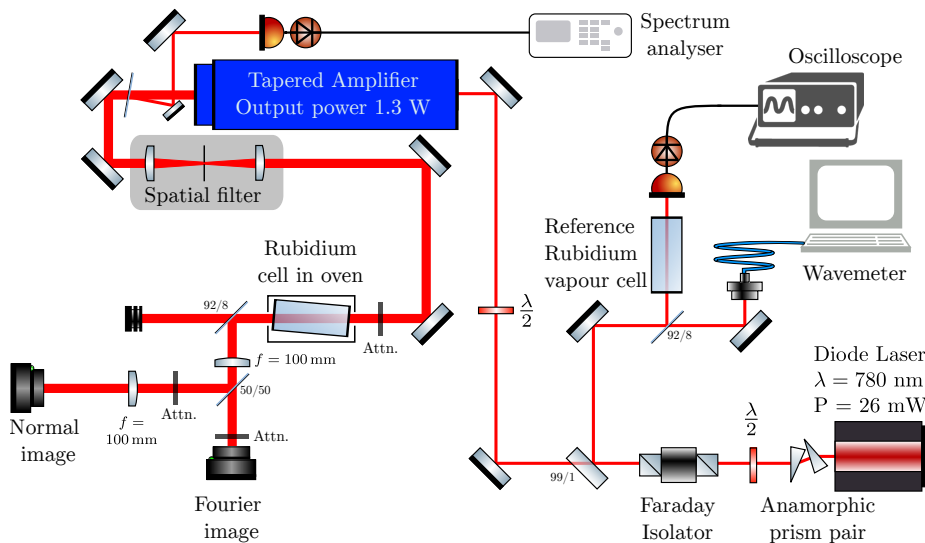 Spectrum
analyser
Oscilloscope
Tapered Amplifier
Output power 1.3 W
Spatial filter
Reference
Rubidium
vapour cell
Wavemeter
Rubidium
cell in oven
92/8
Attn.
λ
2
92/8
f = 100 mm
Diode Laser
λ = 780 nm
P = 26 mW
50/50
Attn.
f =
100 mm
Normal
image
Attn.
λ
2
99/1
Fourier
image
Faraday
Isolator
Anamorphic
prism pair